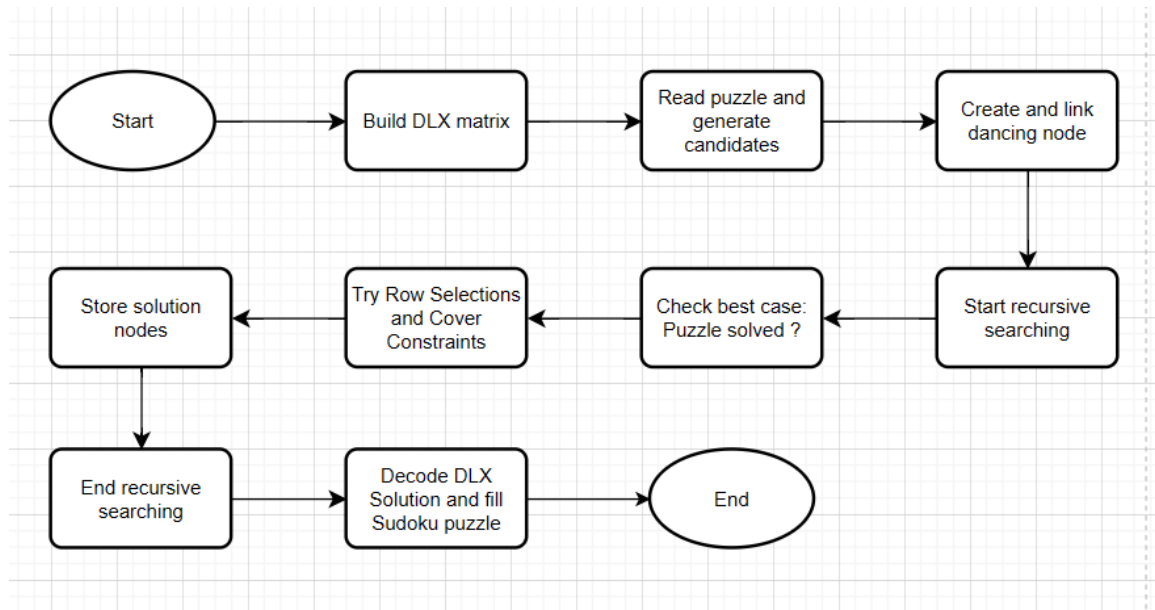 Start
Build DLX matrix
Read puzzle and
generate
candidates
Create and link
dancing node
Start recursive
searching
Check best case:
Puzzle solved ?
Try Row Selections
and Cover
Constraints
Store solution
nodes
End recursive
searching
Decode DLX
Solution and fill
Sudoku puzzle
End